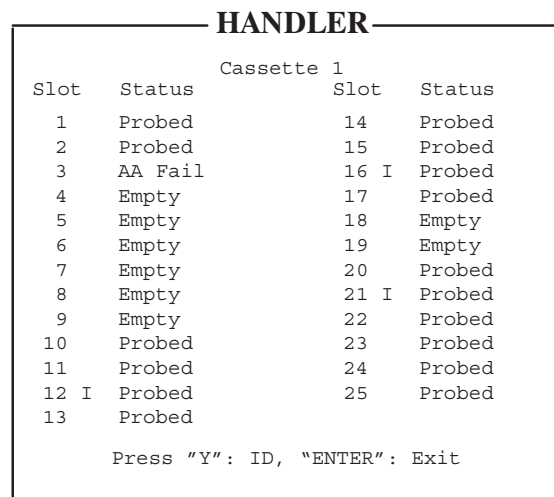 HANDLER
Cassette 1
Slot Status Slot Status
1 Probed 14 Probed
2 Probed 15 Probed
3 AA Fail 16 I Probed
4 Empty 17 Probed
5 Empty 18 Empty
6 Empty 19 Empty
7 Empty 20 Probed
8 Empty 21 I Probed
9 Empty 22 Probed
10 Probed 23 Probed
11 Probed 24 Probed
12 I Probed 25 Probed
13 Probed
Press ″Y″: ID, “ENTER″: Exit